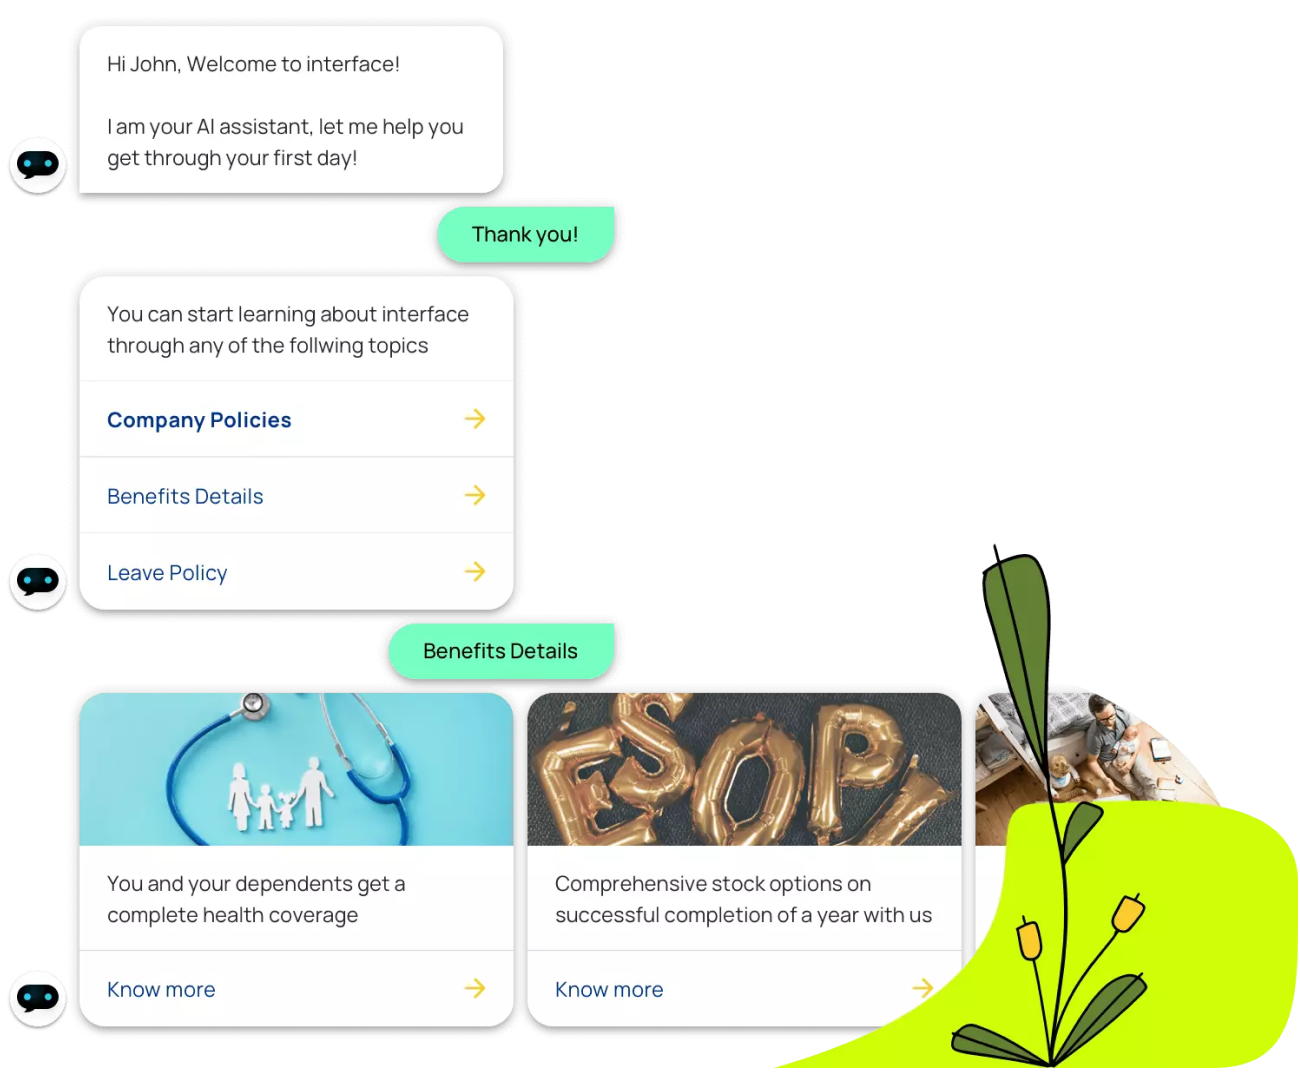 Hi John, Welcome to interface!
I am your AI assistant, let me help you
get through your first day!
Thank you!
You can start learning about interface
through any of the follwing topics
Company Policies
Benefits Details
Leave Policy
Benefits Details
ESOP
You and your dependents get a
complete health coverage
Comprehensive stock options on
successful completion of a year with us
Know more
Know more